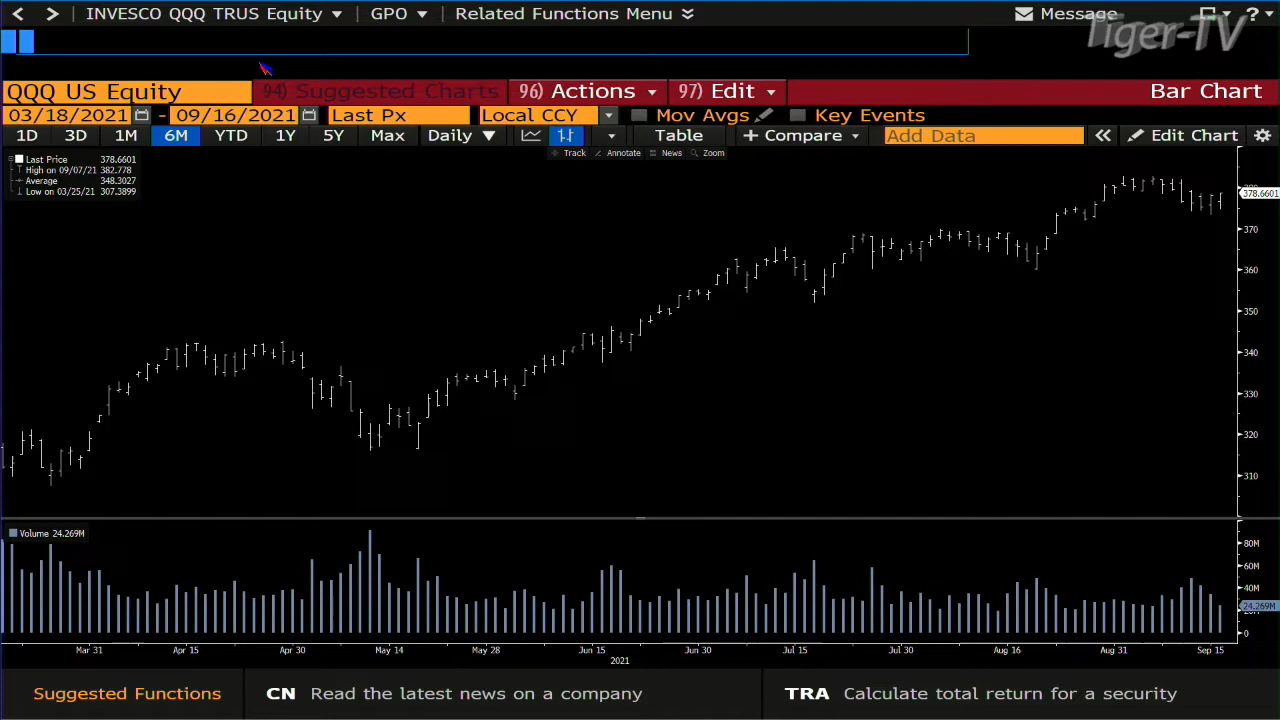 INVESCO QQQ TRUS Equity GPO Related Functions Menu Message ?
Tiger-TV
QQQ US Equity 94) Suggested Charts 96) Actions 97) Edit Bar Chart
03/18/2021 - 09/16/2021 Last Px Local CCY Mov Avgs Key Events
1D 3D 1M 6M YTD 1Y 5Y Max Daily Table + Compare Add Data Edit Chart
Track Annotate News Zoom
Last Price 378.6601
High on 09/07/21 382.778
Average 348.3027
Low on 03/25/21 307.3899
378.6601
370
360
350
340
330
320
310
Volume 24.269M
80M
60M
40M
24.269M
0
Mar 31 Apr 15 Apr 30 May 14 May 28 Jun 15 Jun 30 Jul 15 Jul 30 Aug 16 Aug 31 Sep 15
2021
Suggested Functions CN Read the latest news on a company TRA Calculate total return for a security